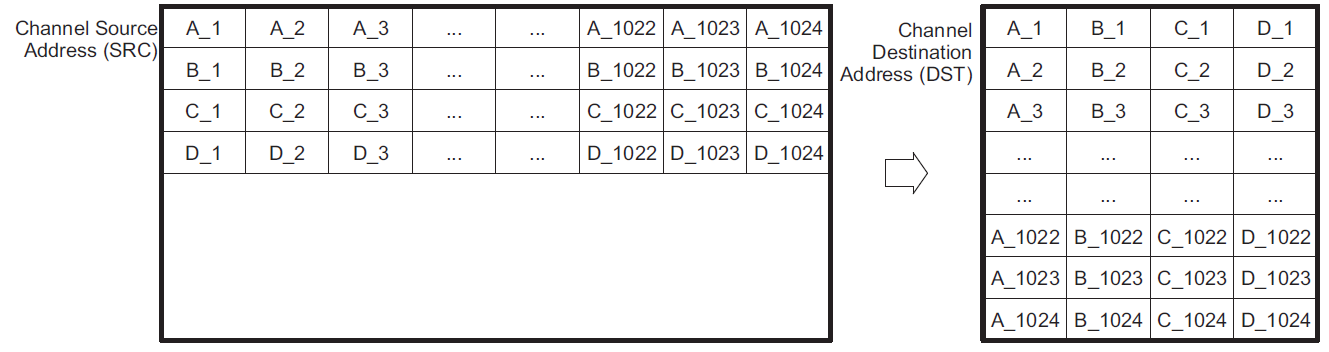 Channel Source
Address (SRC)
A_1 A_2 A_3 ... ... A_1022 A_1023 A_1024
B_1 B_2 B_3 ... ... B_1022 B_1023 B_1024
C_1 C_2 C_3 ... ... C_1022 C_1023 C_1024
D_1 D_2 D_3 ... ... D_1022 D_1023 D_1024
Channel
Destination
Address (DST)
A_1 B_1 C_1 D_1
A_2 B_2 C_2 D_2
A_3 B_3 C_3 D_3
... ... ... ...
... ... ... ...
A_1022 B_1022 C_1022 D_1022
A_1023 B_1023 C_1023 D_1023
A_1024 B_1024 C_1024 D_1024